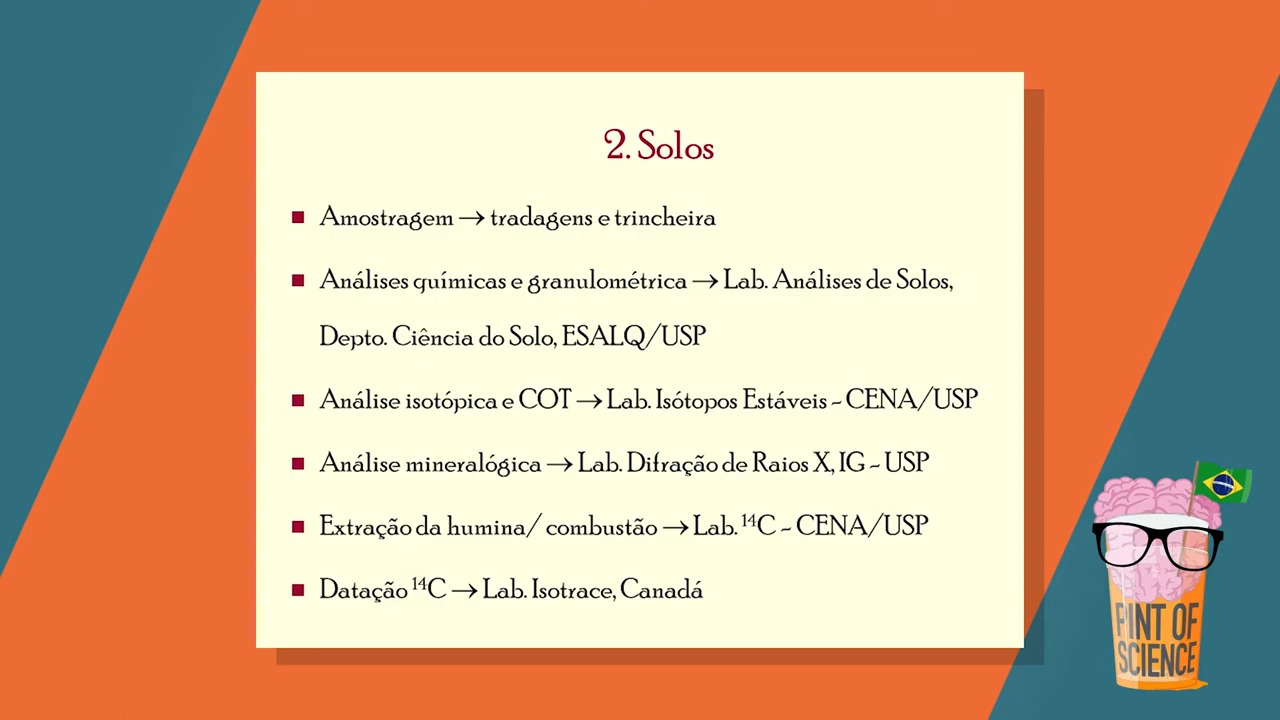 2. Solos
Amostragem → tradagens e trincheira
Análises químicas e granulométrica → Lab. Análises de Solos,
Depto. Ciência do Solo, ESALQ/USP
Análise isotópica e COT → Lab. Isótopos Estáveis - CENA/USP
Análise mineralógica → Lab. Difração de Raios X, IG - USP
Extração da humina/ combustão → Lab. ¹⁴C - CENA/USP
Datação ¹⁴C → Lab. Isotrace, Canadá
PINT OF
SCIENCE